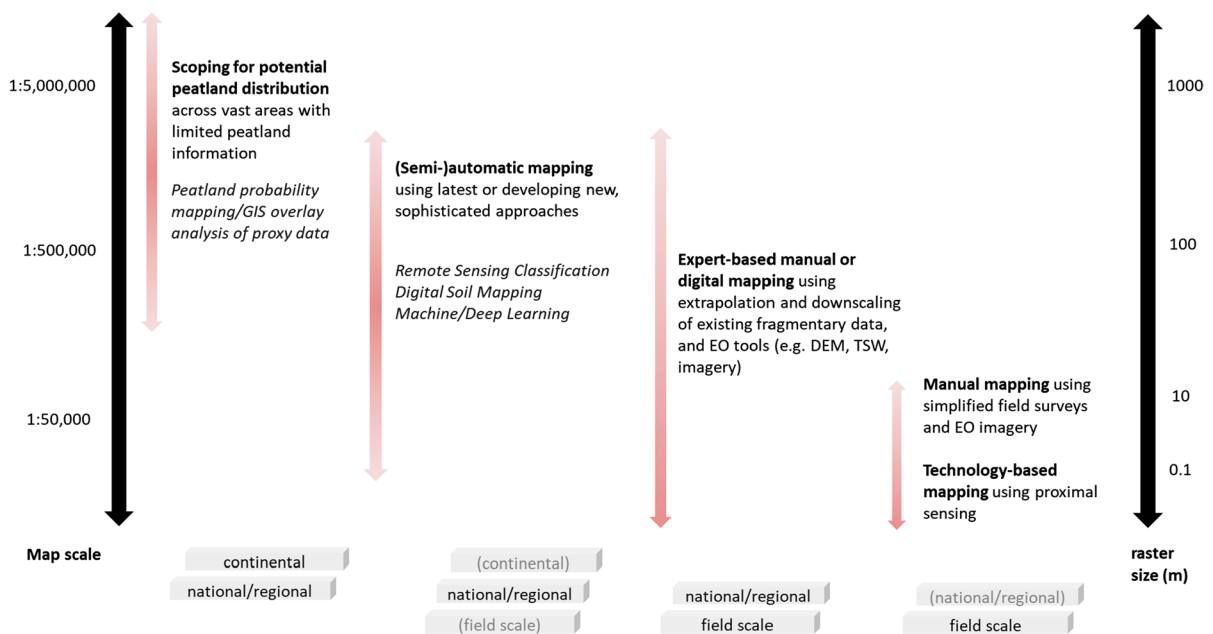 1:5,000,000
1:500,000
1:50,000
Map scale
Scoping for potential
peatland distribution
across vast areas with
limited peatland
information
Peatland probability
mapping/GIS overlay
analysis of proxy data
(Semi-)automatic mapping
using latest or developing new,
sophisticated approaches
Remote Sensing Classification
Digital Soil Mapping
Machine/Deep Learning
Expert-based manual or
digital mapping using
extrapolation and downscaling
of existing fragmentary data,
and EO tools (e.g. DEM, TSW,
imagery)
Manual mapping using
simplified field surveys
and EO imagery
Technology-based
mapping using proximal
sensing
1000
100
10
0.1
raster
size (m)
continental
national/regional
(continental)
national/regional
(field scale)
national/regional
field scale
(national/regional)
field scale